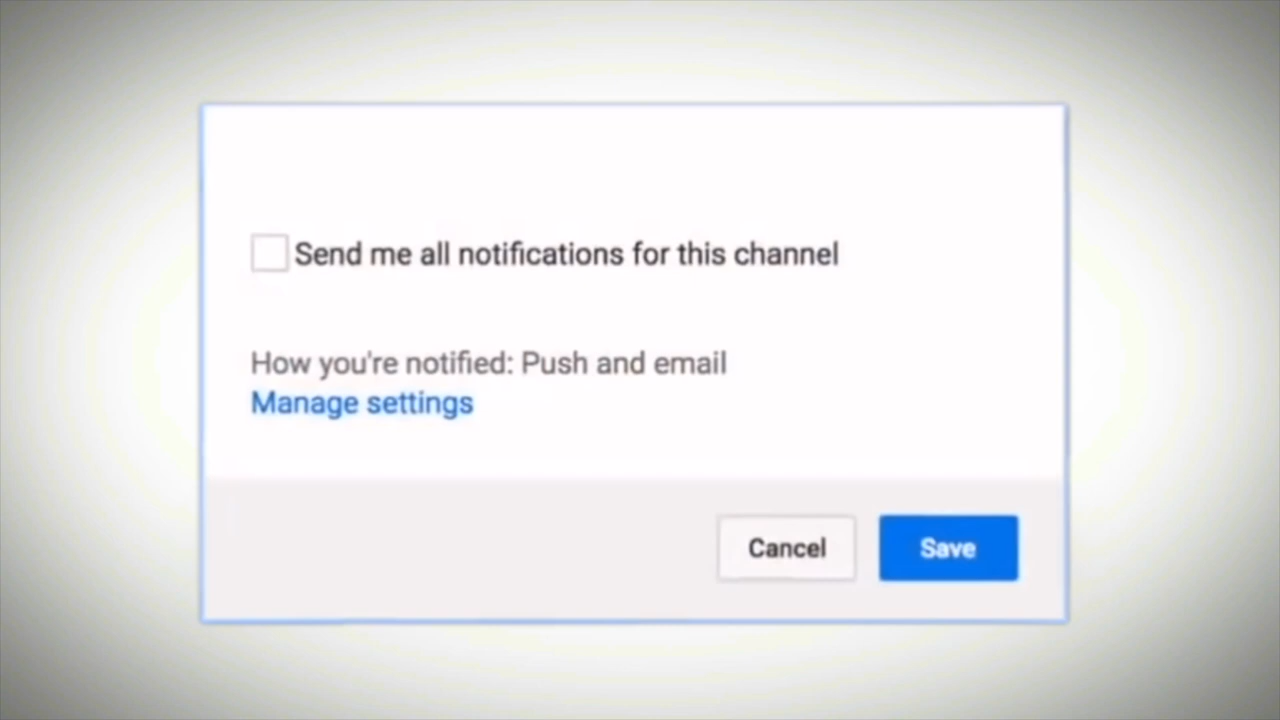 Send me all notifications for this channel
How you're notified: Push and email
Manage settings
Cancel
Save